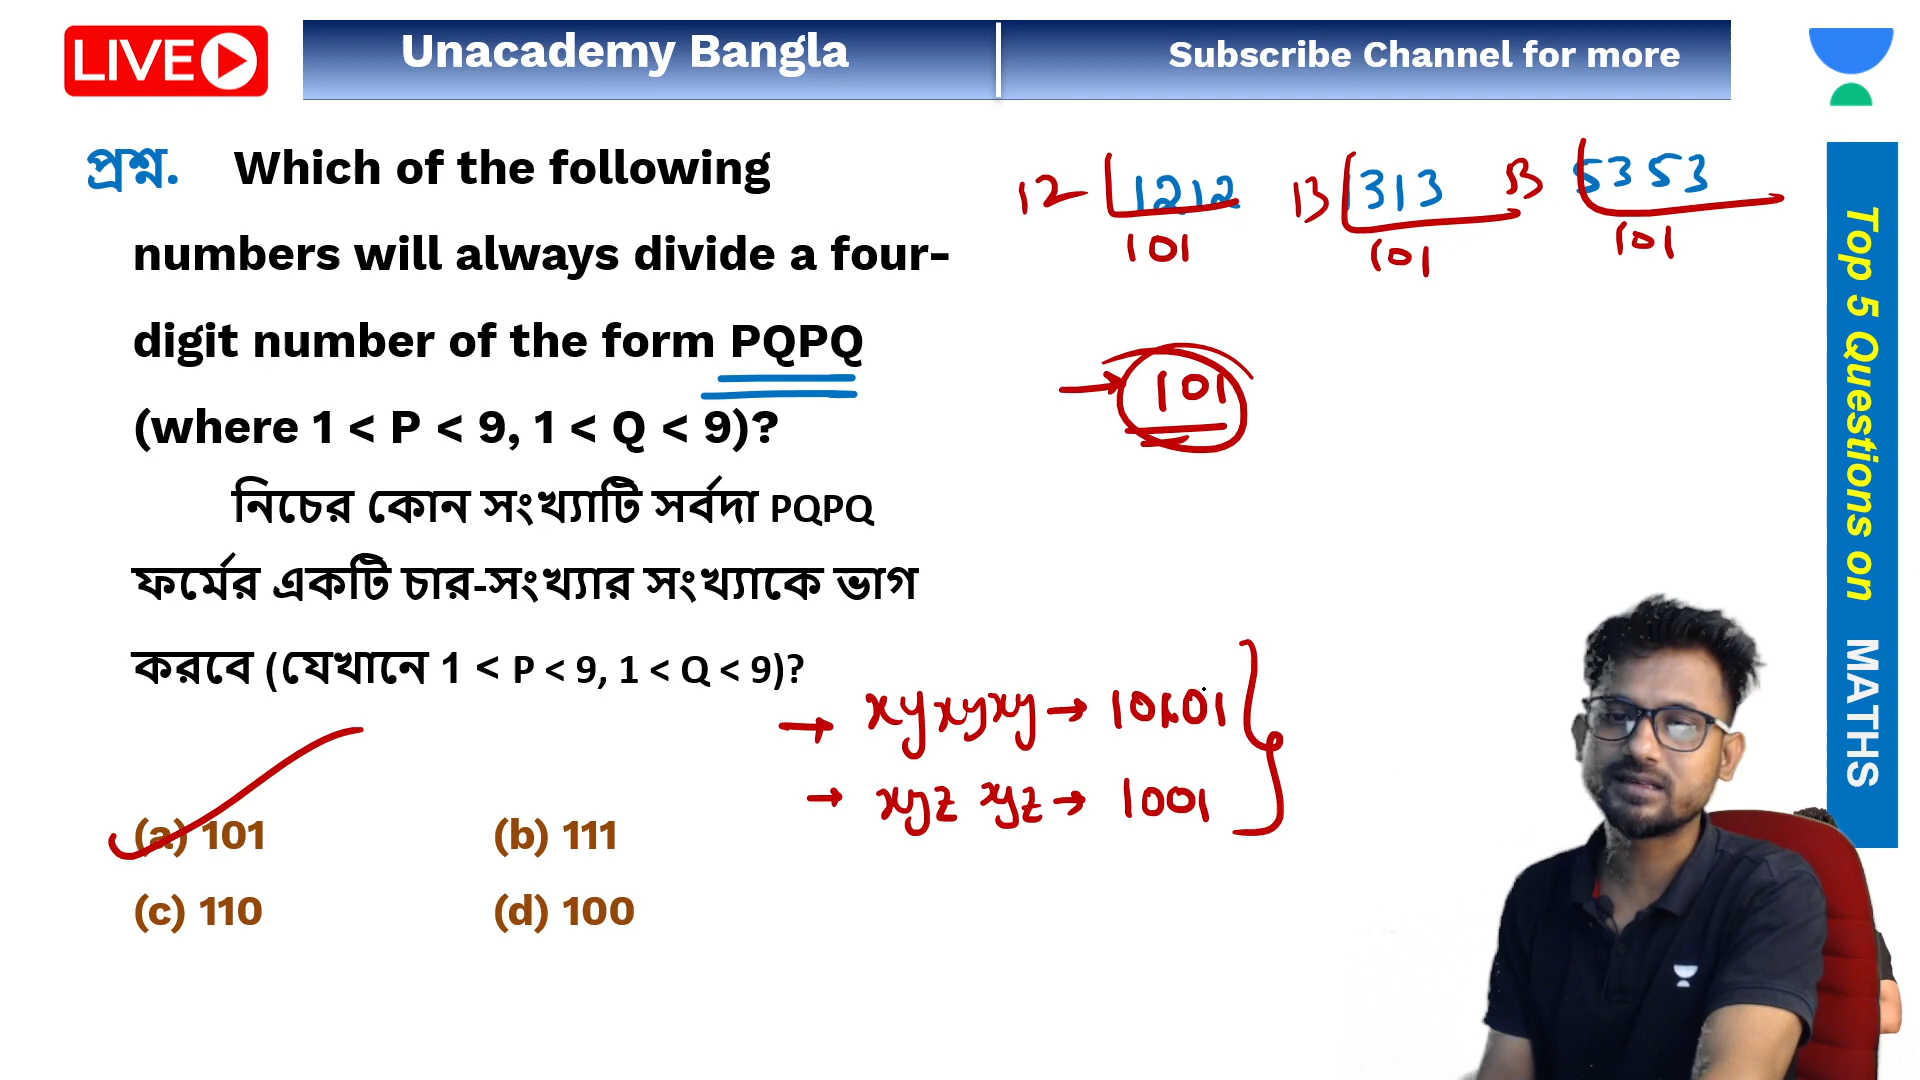 LIVE
Unacademy Bangla
Subscribe Channel for more
প্রশ্ন. Which of the following
numbers will always divide a four-
digit number of the form PQPQ
(where 1 < P < 9, 1 < Q < 9)?
নিচের কোন সংখ্যাটি সর্বদা PQPQ
ফর্মের একটি চার-সংখ্যার সংখ্যাকে ভাগ
করবে (যেখানে 1 < P < 9, 1 < Q < 9)?
(a) 101 (b) 111
(c) 110 (d) 100
12 1212 13 1313 53 5353
101 101 101
→ 101
→ xyxyxy → 10101
→ xyz xyz → 1001
Top 5 Questions on MATHS